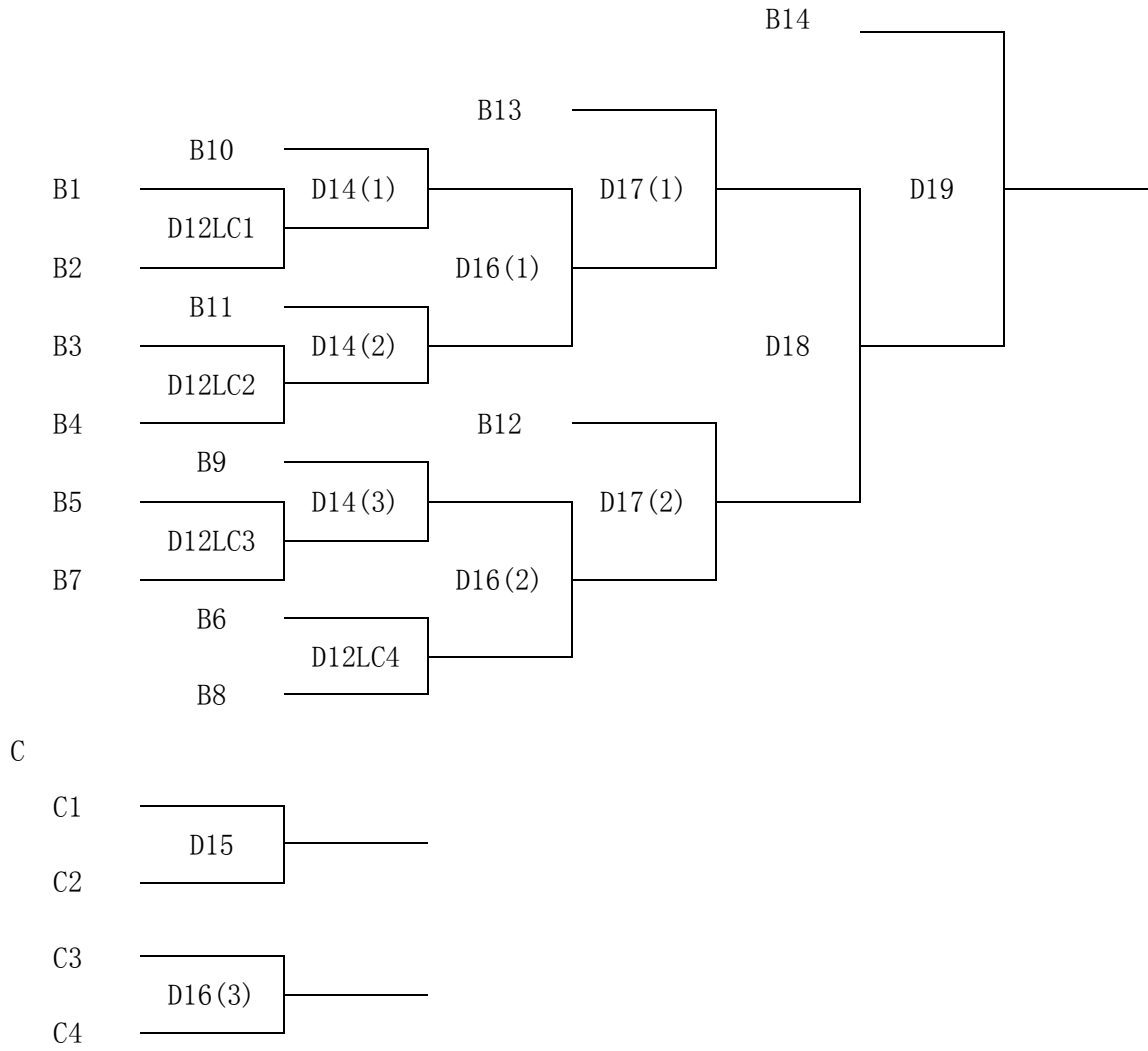 B14
B13
B10
B1 D14(1) D17(1) D19
D12LC1
B2 D16(1)
B11
B3 D14(2) D18
D12LC2
B4 B12
B9
B5 D14(3) D17(2)
D12LC3
B7 D16(2)
B6
D12LC4
B8
C
C1
D15
C2
C3
D16(3)
C4